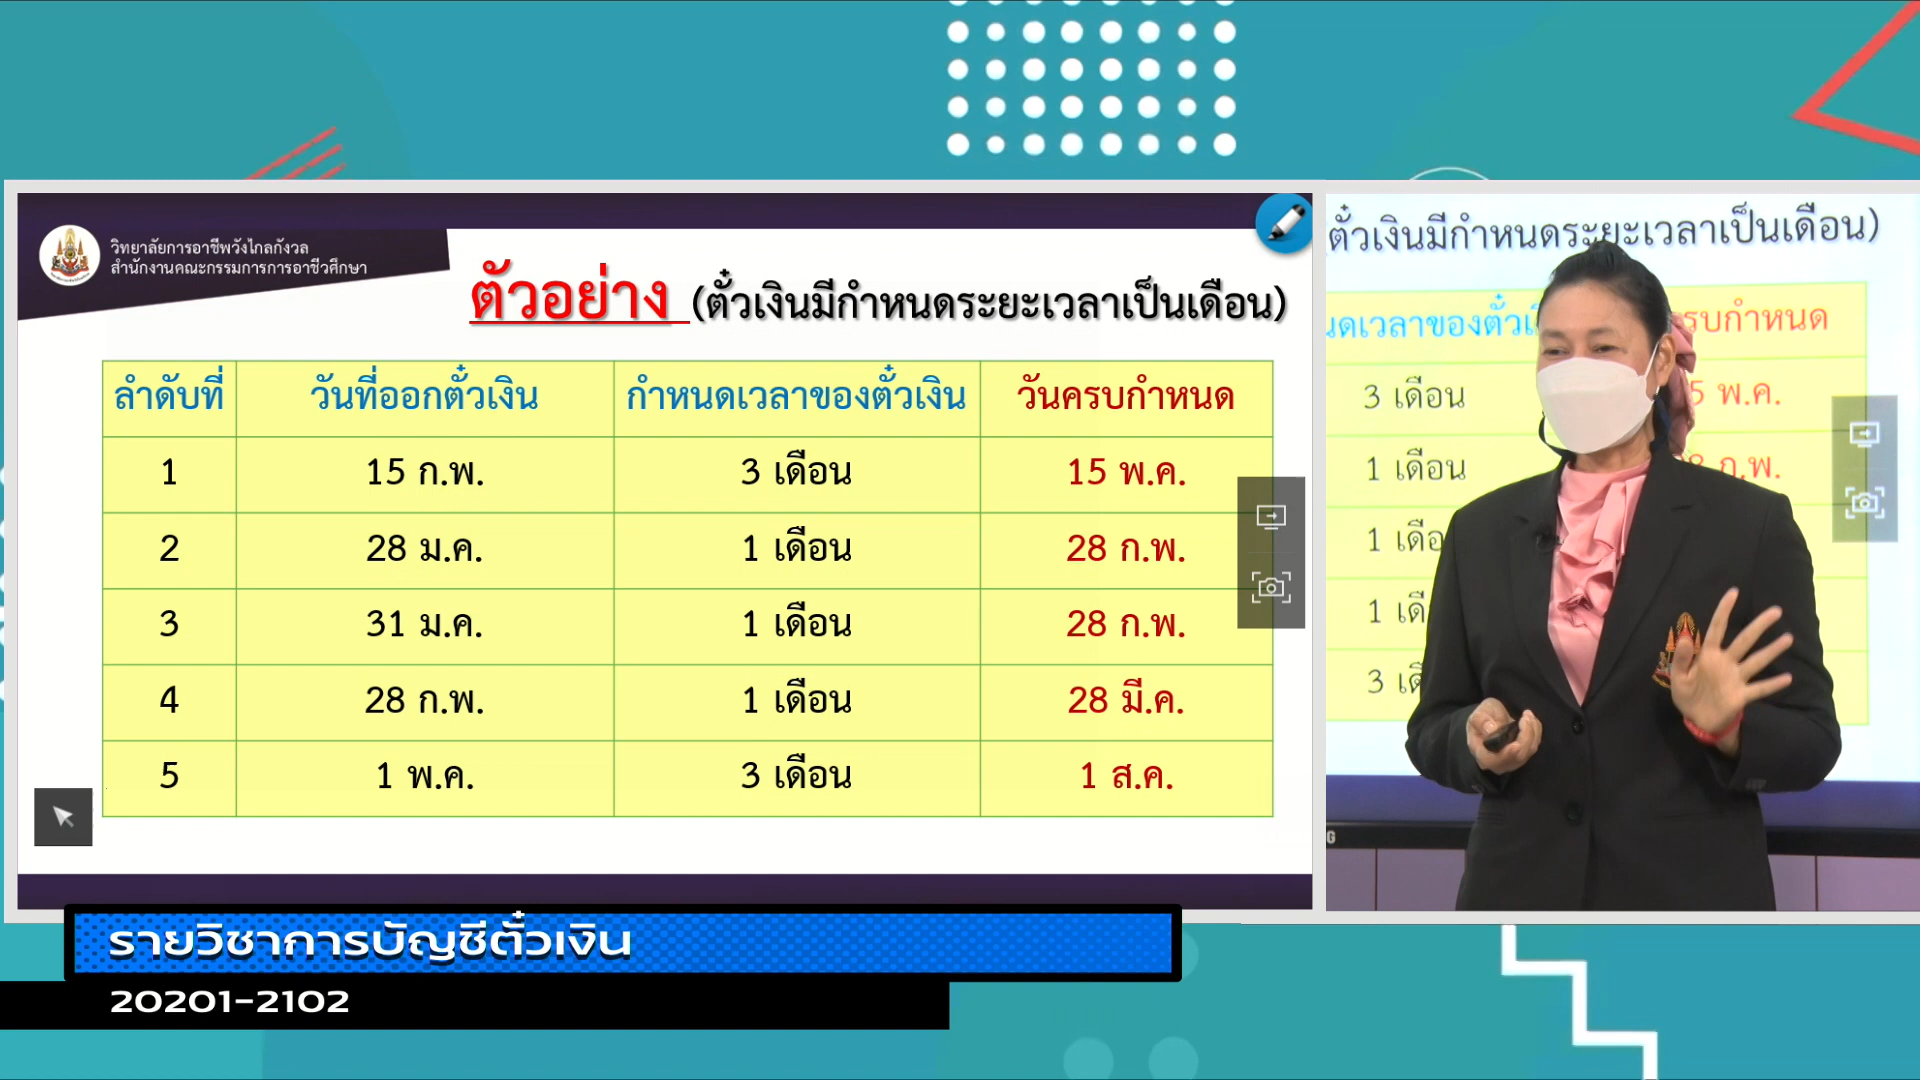 วิทยาลัยการอาชีพวังไกลกังวล
สำนักงานคณะกรรมการการอาชีวศึกษา
ตัวอย่าง (ตั๋วเงินมีกำหนดระยะเวลาเป็นเดือน)
ลำดับที่ วันที่ออกตั๋วเงิน กำหนดเวลาของตั๋วเงิน วันครบกำหนด
1 15 ก.พ. 3 เดือน 15 พ.ค.
2 28 ม.ค. 1 เดือน 28 ก.พ.
3 31 ม.ค. 1 เดือน 28 ก.พ.
4 28 ก.พ. 1 เดือน 28 มี.ค.
5 1 พ.ค. 3 เดือน 1 ส.ค.
ตั๋วเงินมีกำหนดระยะเวลาเป็นเดือน)
3 เดือน 5 พ.ค.
1 เดือน ก.พ.
รายวิชาการบัญชีตั๋วเงิน
20201-2102